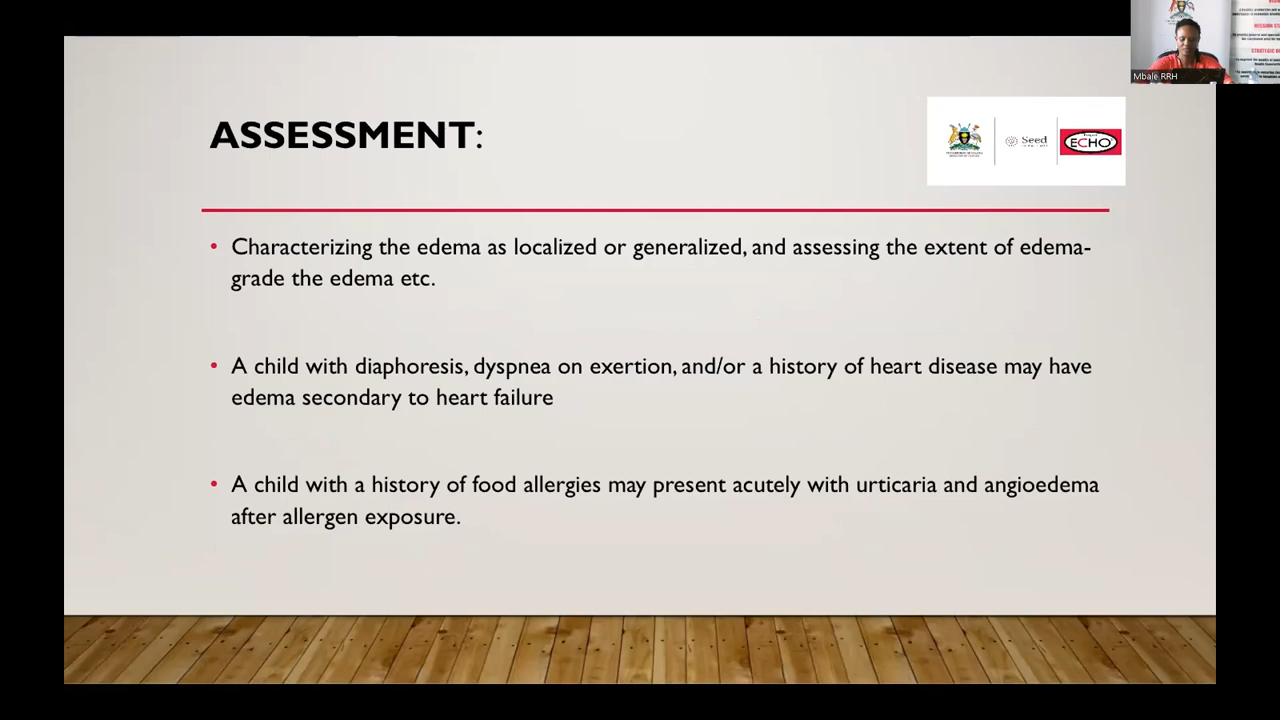 Mbale RRH
ASSESSMENT:
Seed
ECHO
• Characterizing the edema as localized or generalized, and assessing the extent of edema-
grade the edema etc.
• A child with diaphoresis, dyspnea on exertion, and/or a history of heart disease may have
edema secondary to heart failure
• A child with a history of food allergies may present acutely with urticaria and angioedema
after allergen exposure.